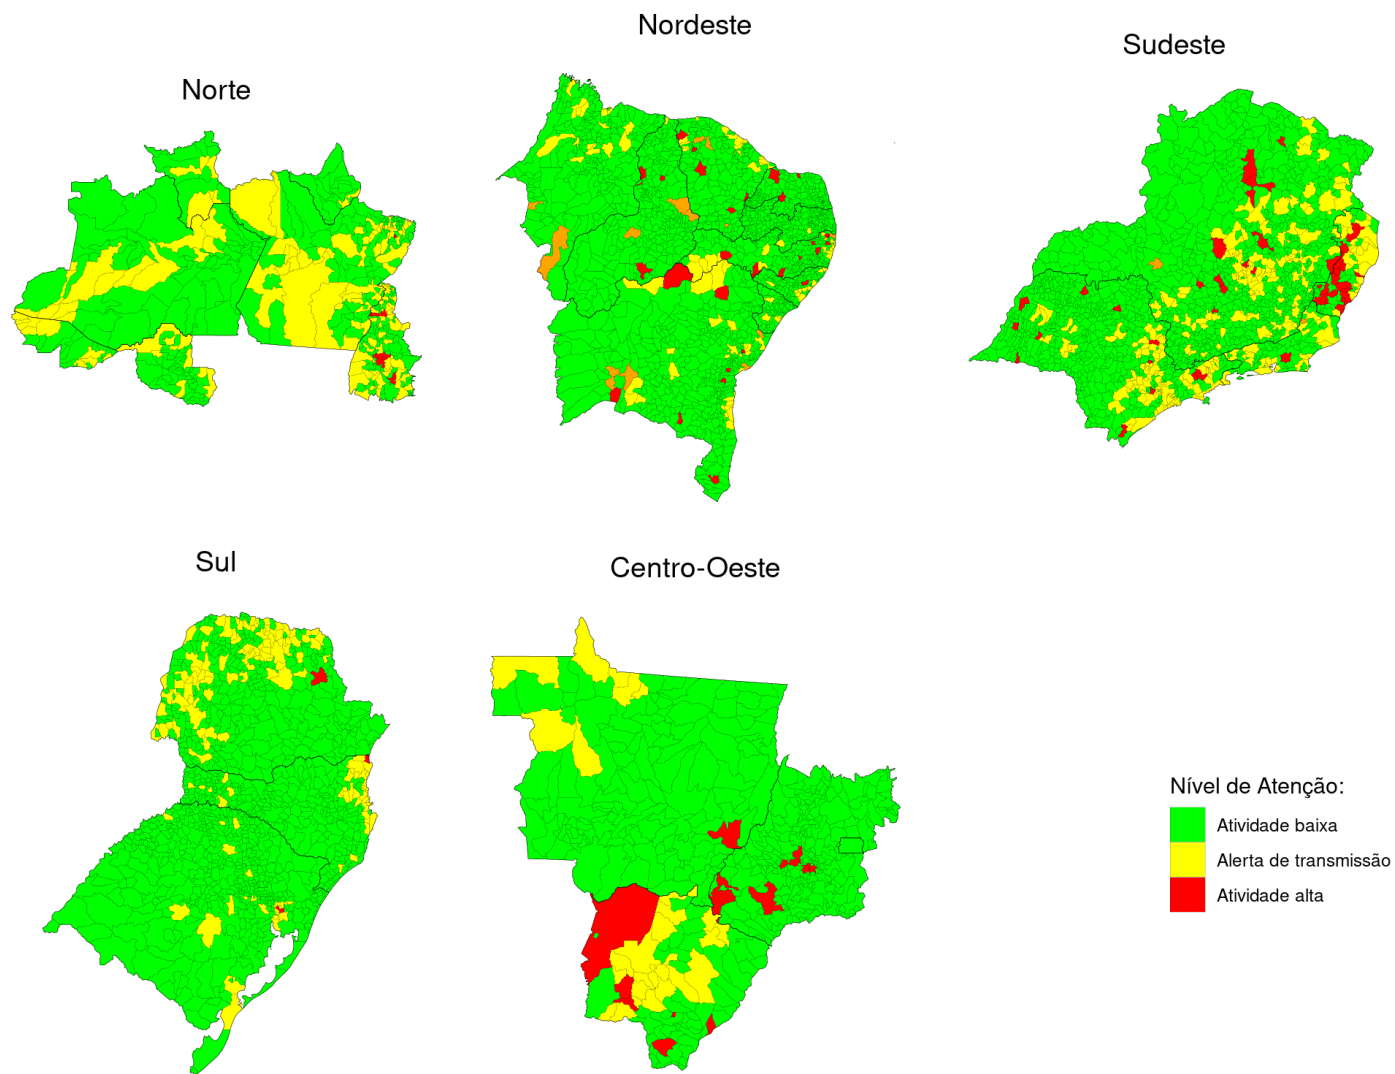 Norte
Nordeste
Sudeste
Sul
Centro-Oeste
Nível de Atenção:
Atividade baixa
Alerta de transmissão
Atividade alta